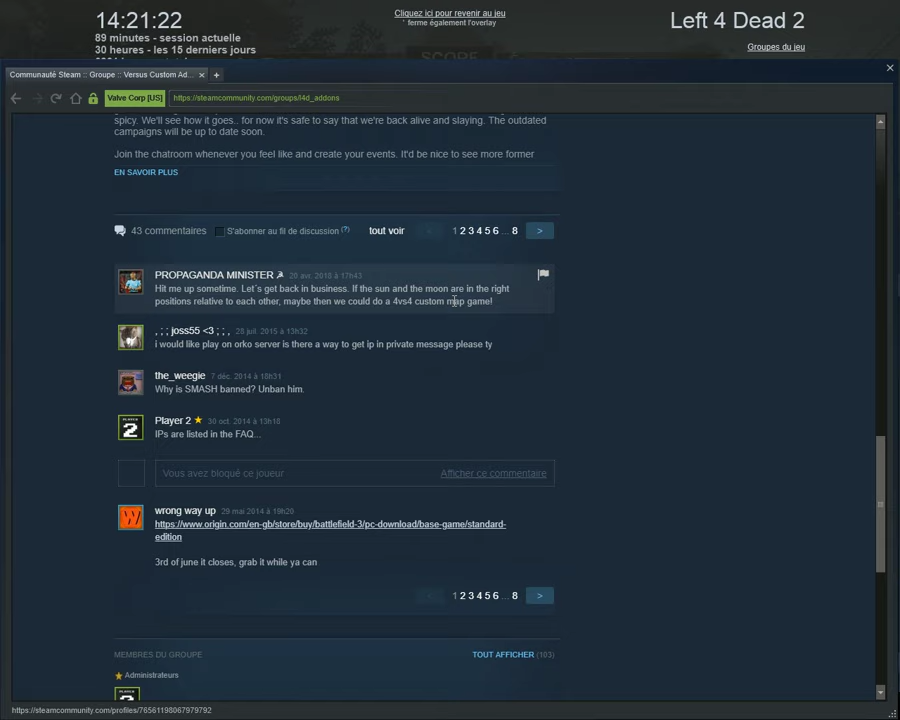 14:21:22
89 minutes - session actuelle
30 heures - les 15 derniers jours
Cliquez ici pour revenir au jeu
* ferme également l'overlay
SCORE
Left 4 Dead 2
Groupes du jeu
Communauté Steam :: Groupe :: Versus Custom Ad...
Valve Corp [US]
https://steamcommunity.com/groups/l4d_addons
spicy. We'll see how it goes.. for now it's safe to say that we're back alive and slaying. The outdated
campaigns will be up to date soon.
Join the chatroom whenever you feel like and create your events. It'd be nice to see more former
EN SAVOIR PLUS
43 commentaires
S'abonner au fil de discussion (?)
tout voir
< 1 2 3 4 5 6 ... 8 >
PROPAGANDA MINISTER ☭ 28 avr. 2018 à 17h43
Hit me up sometime. Let´s get back in business. If the sun and the moon are in the right
positions relative to each other, maybe then we could do a 4vs4 custom map game!
, ; ; joss55 <3 ; ; , 28 juil. 2015 à 13h32
i would like play on orko server is there a way to get ip in private message please ty
the_weegie 7 déc. 2014 à 18h31
Why is SMASH banned? Unban him.
PLAYER
2
Player 2 ★ 30 oct. 2014 à 13h18
IPs are listed in the FAQ...
Vous avez bloqué ce joueur
Afficher ce commentaire
W
wrong way up 29 mai 2014 à 19h20
https://www.origin.com/en-gb/store/buy/battlefield-3/pc-download/base-game/standard-
edition
3rd of june it closes, grab it while ya can
< 1 2 3 4 5 6 ... 8 >
MEMBRES DU GROUPE
TOUT AFFICHER (103)
Administrateurs
https://steamcommunity.com/profiles/76561198067979792